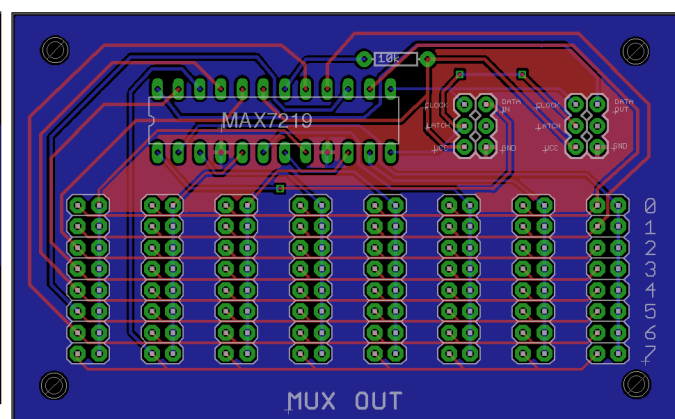 10k
MAX7219
CLOCK
DATA
IN
LATCH
VCC
GND
CLOCK
DATA
OUT
LATCH
VCC
GND
0
1
2
3
4
5
6
7
MUX OUT